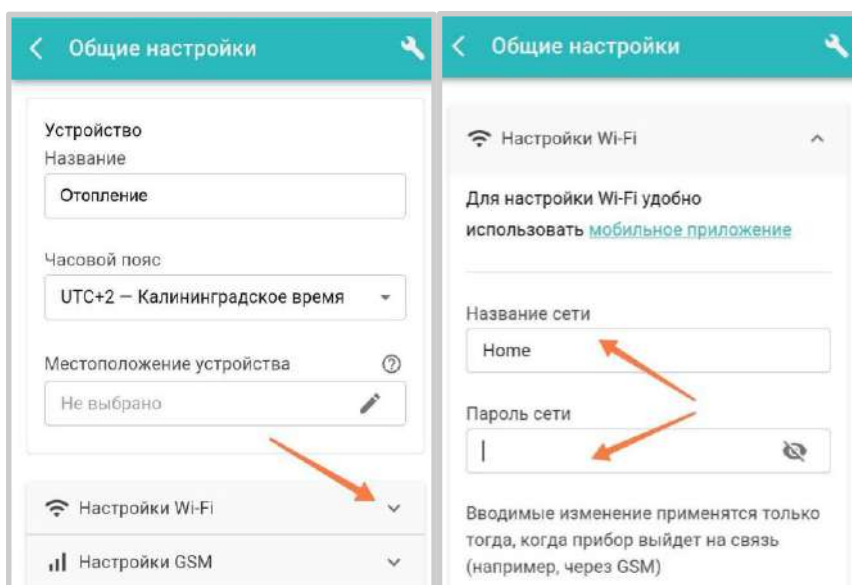 Общие настройки
Устройство
Название
Отопление
Часовой пояс
UTC+2 — Калининградское время
Местоположение устройства
Не выбрано
Настройки Wi-Fi
Настройки GSM
Общие настройки
Настройки Wi-Fi
Для настройки Wi-Fi удобно
использовать мобильное приложение
Название сети
Home
Пароль сети
Вводимые изменение применятся только
тогда, когда прибор выйдет на связь
(например, через GSM)